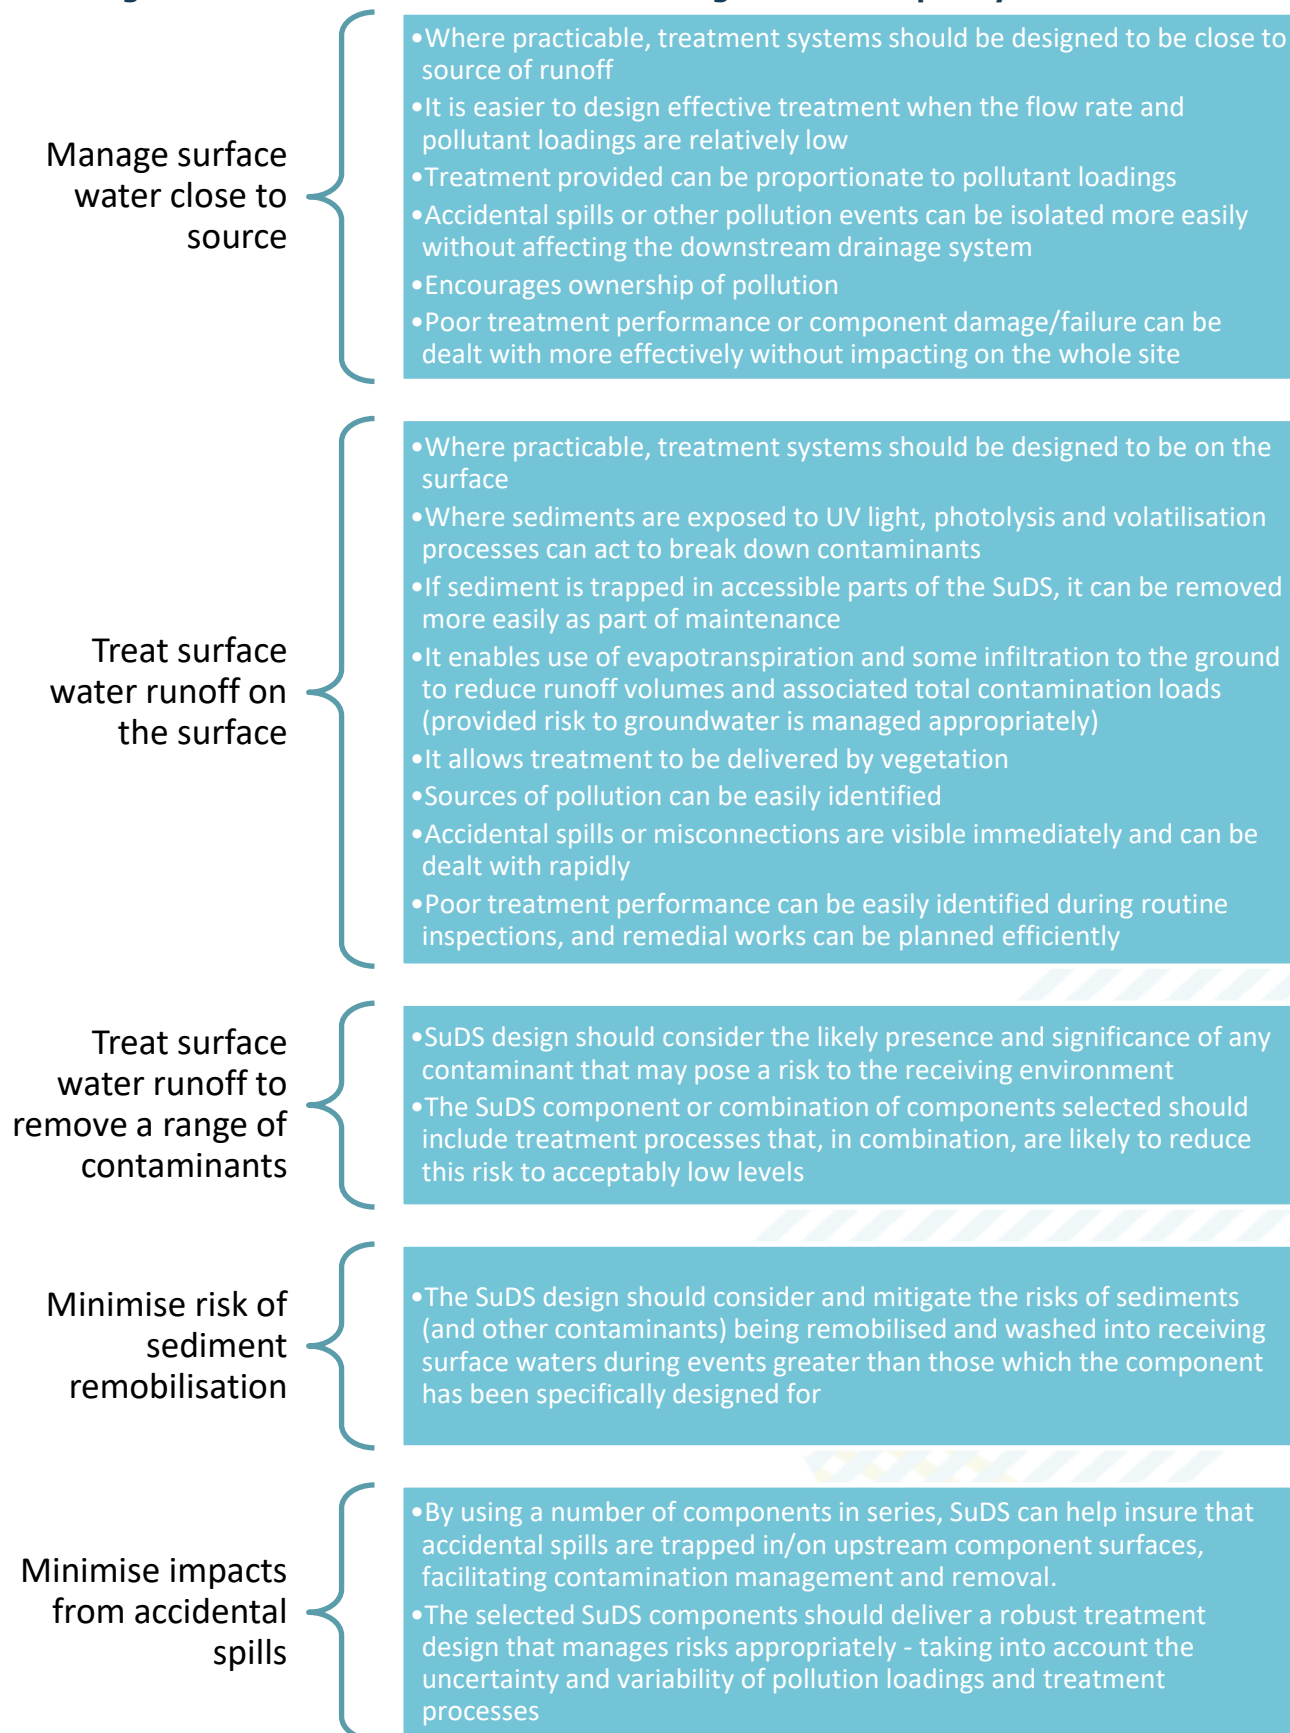 Manage surface
water close to
source
•Where practicable, treatment systems should be designed to be close to
source of runoff
•It is easier to design effective treatment when the flow rate and
pollutant loadings are relatively low
•Treatment provided can be proportionate to pollutant loadings
•Accidental spills or other pollution events can be isolated more easily
without affecting the downstream drainage system
•Encourages ownership of pollution
•Poor treatment performance or component damage/failure can be
dealt with more effectively without impacting on the whole site
Treat surface
water runoff on
the surface
•Where practicable, treatment systems should be designed to be on the
surface
•Where sediments are exposed to UV light, photolysis and volatilisation
processes can act to break down contaminants
•If sediment is trapped in accessible parts of the SuDS, it can be removed
more easily as part of maintenance
•It enables use of evapotranspiration and some infiltration to the ground
to reduce runoff volumes and associated total contamination loads
(provided risk to groundwater is managed appropriately)
•It allows treatment to be delivered by vegetation
•Sources of pollution can be easily identified
•Accidental spills or misconnections are visible immediately and can be
dealt with rapidly
•Poor treatment performance can be easily identified during routine
inspections, and remedial works can be planned efficiently
Treat surface
water runoff to
remove a range of
contaminants
•SuDS design should consider the likely presence and significance of any
contaminant that may pose a risk to the receiving environment
•The SuDS component or combination of components selected should
include treatment processes that, in combination, are likely to reduce
this risk to acceptably low levels
Minimise risk of
sediment
remobilisation
•The SuDS design should consider and mitigate the risks of sediments
(and other contaminants) being remobilised and washed into receiving
surface waters during events greater than those which the component
has been specifically designed for
Minimise impacts
from accidental
spills
•By using a number of components in series, SuDS can help insure that
accidental spills are trapped in/on upstream component surfaces,
facilitating contamination management and removal.
•The selected SuDS components should deliver a robust treatment
design that manages risks appropriately - taking into account the
uncertainty and variability of pollution loadings and treatment
processes